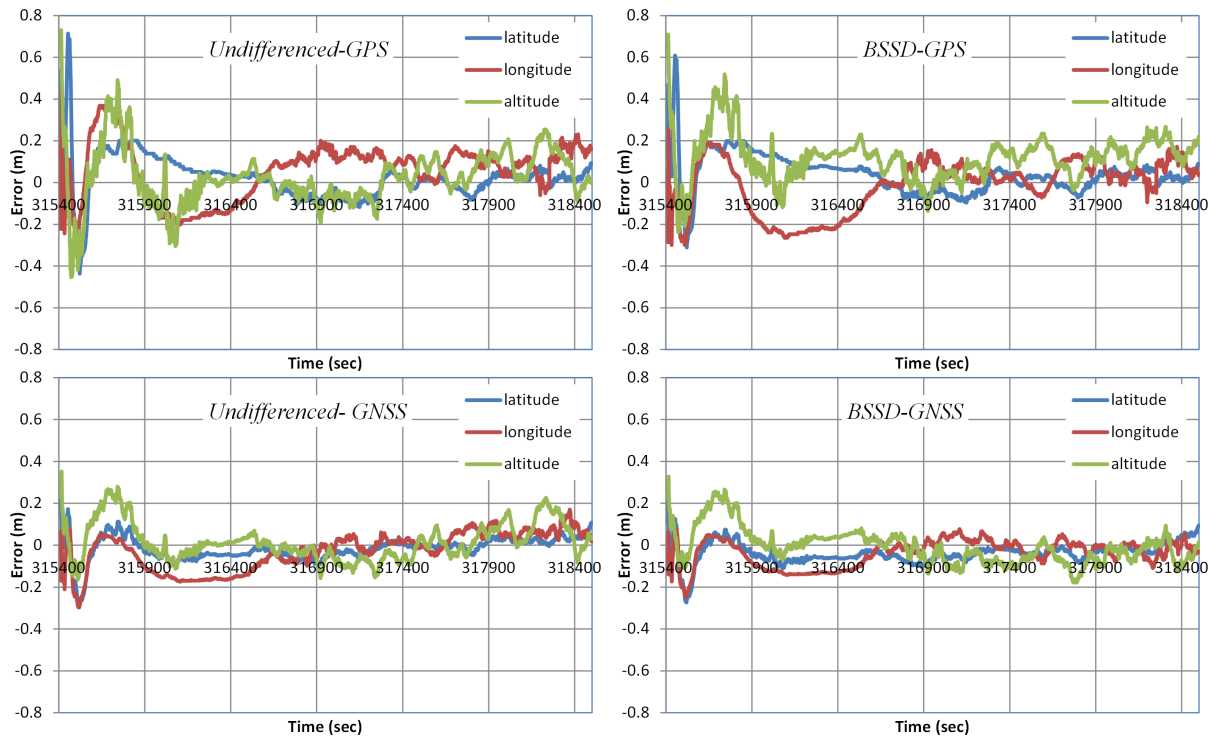 Undifferenced-GPS
latitude
longitude
altitude
Error (m)
0.8
0.6
0.4
0.2
0
-0.2
-0.4
-0.6
-0.8
315400 315900 316400 316900 317400 317900 318400
Time (sec)
BSSD-GPS
latitude
longitude
altitude
Error (m)
0.8
0.6
0.4
0.2
0
-0.2
-0.4
-0.6
-0.8
315400 315900 316400 316900 317400 317900 318400
Time (sec)
Undifferenced- GNSS
latitude
longitude
altitude
Error (m)
0.8
0.6
0.4
0.2
0
-0.2
-0.4
-0.6
-0.8
315400 315900 316400 316900 317400 317900 318400
Time (sec)
BSSD-GNSS
latitude
longitude
altitude
Error (m)
0.8
0.6
0.4
0.2
0
-0.2
-0.4
-0.6
-0.8
315400 315900 316400 316900 317400 317900 318400
Time (sec)